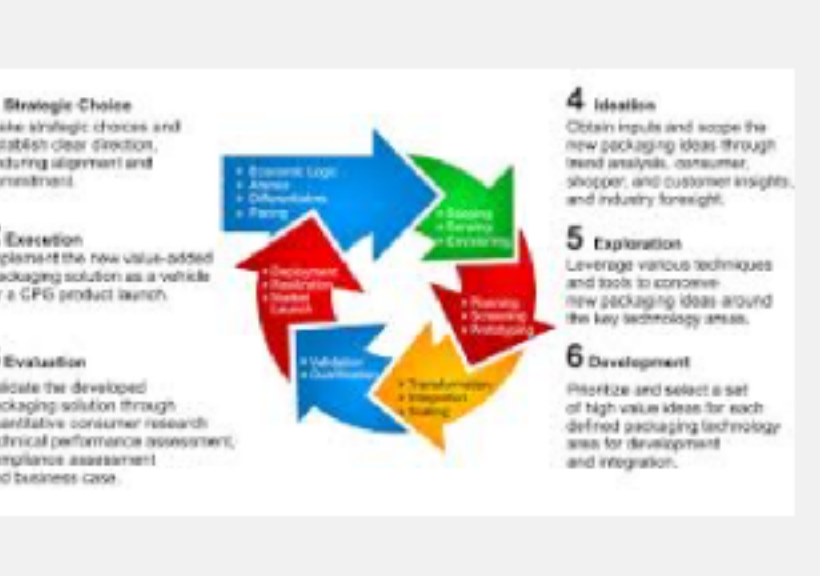 Strategic Choice
strategic choices and
clear direction,
alignment and
Execution
the new value-added
packaging solution as a vehicle
a CPG product launch.
Evaluation
the developed
solution through
consumer research
performance assessment,
assessment
business case.
Economic Logic
Arenas
Differentiators
Pacing
Scoping
Sensing
Envisioning
Planning
Screening
Prototyping
Transformation
Integration
Scaling
Validation
Qualification
Deployment
Realization
Market
Launch
4 Ideation
Obtain inputs and scope the
new packaging ideas through
trend analysis, consumer,
shopper, and customer insights,
and industry foresight.
5 Exploration
Leverage various techniques
and tools to conceive
new packaging ideas around
the key technology areas.
6 Development
Prioritize and select a set
of high value ideas for each
defined packaging technology
area for development
and integration.